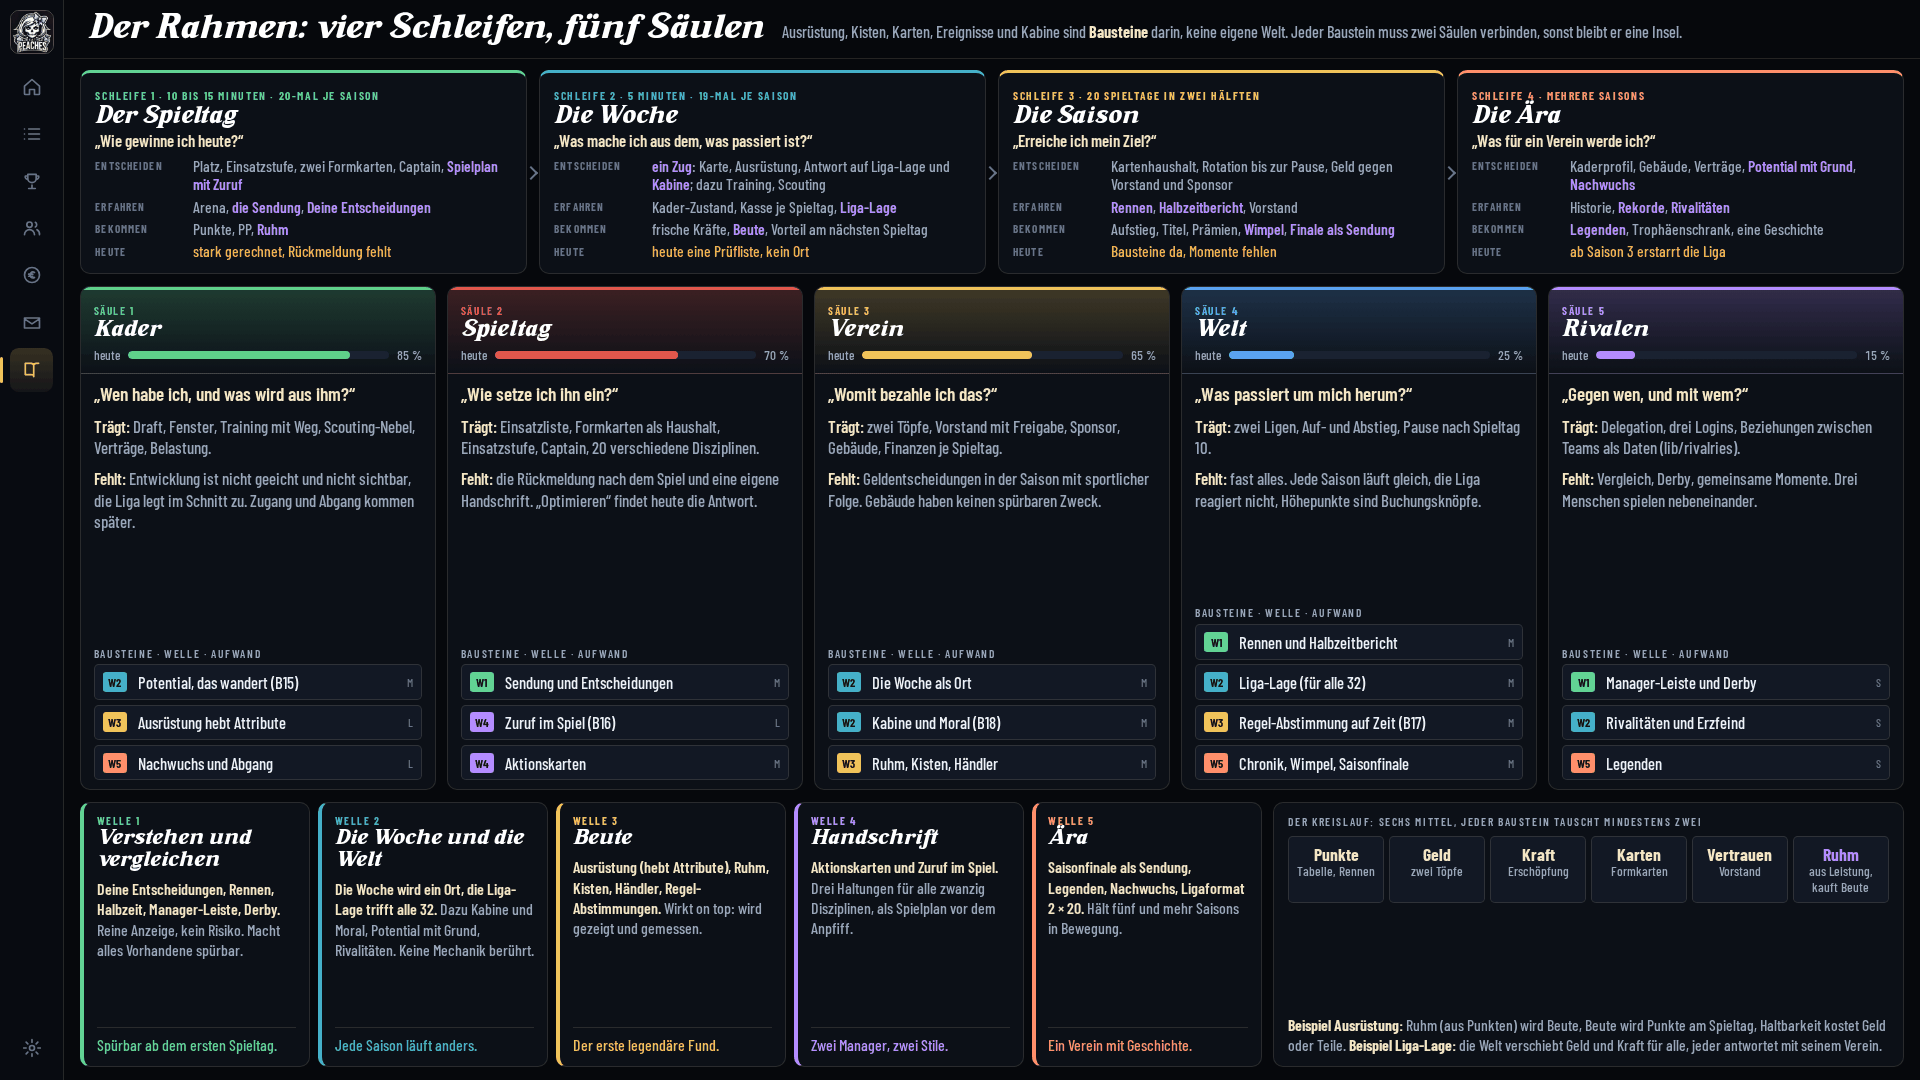 PEACHES
Der Rahmen: vier Schleifen, fünf Säulen
Ausrüstung, Kisten, Karten, Ereignisse und Kabine sind Bausteine darin, keine eigene Welt. Jeder Baustein muss zwei Säulen verbinden, sonst bleibt er eine Insel.
SCHLEIFE 1 · 10 BIS 15 MINUTEN · 20-MAL JE SAISON
Der Spieltag
„Wie gewinne ich heute?“
ENTSCHEIDEN Platz, Einsatzstufe, zwei Formkarten, Captain, Spielplan
mit Zuruf
ERFAHREN Arena, die Sendung, Deine Entscheidungen
BEKOMMEN Punkte, PP, Ruhm
HEUTE stark gerechnet, Rückmeldung fehlt
SCHLEIFE 2 · 5 MINUTEN · 19-MAL JE SAISON
Die Woche
„Was mache ich aus dem, was passiert ist?“
ENTSCHEIDEN ein Zug: Karte, Ausrüstung, Antwort auf Liga-Lage und
Kabine; dazu Training, Scouting
ERFAHREN Kader-Zustand, Kasse je Spieltag, Liga-Lage
BEKOMMEN frische Kräfte, Beute, Vorteil am nächsten Spieltag
HEUTE heute eine Prüfliste, kein Ort
SCHLEIFE 3 · 20 SPIELTAGE IN ZWEI HÄLFTEN
Die Saison
„Erreiche ich mein Ziel?“
ENTSCHEIDEN Kartenhaushalt, Rotation bis zur Pause, Geld gegen
Vorstand und Sponsor
ERFAHREN Rennen, Halbzeitbericht, Vorstand
BEKOMMEN Aufstieg, Titel, Prämien, Wimpel, Finale als Sendung
HEUTE Bausteine da, Momente fehlen
SCHLEIFE 4 · MEHRERE SAISONS
Die Ära
„Was für ein Verein werde ich?“
ENTSCHEIDEN Kaderprofil, Gebäude, Verträge, Potential mit Grund,
Nachwuchs
ERFAHREN Historie, Rekorde, Rivalitäten
BEKOMMEN Legenden, Trophäenschrank, eine Geschichte
HEUTE ab Saison 3 erstarrt die Liga
SÄULE 1
Kader
heute 85 %
„Wen habe ich, und was wird aus ihm?“
Trägt: Draft, Fenster, Training mit Weg, Scouting-Nebel,
Verträge, Belastung.
Fehlt: Entwicklung ist nicht geeicht und nicht sichtbar,
die Liga legt im Schnitt zu. Zugang und Abgang kommen
später.
BAUSTEINE · WELLE · AUFWAND
W2 Potential, das wandert (B15) M
W3 Ausrüstung hebt Attribute L
W5 Nachwuchs und Abgang L
SÄULE 2
Spieltag
heute 70 %
„Wie setze ich ihn ein?“
Trägt: Einsatzliste, Formkarten als Haushalt,
Einsatzstufe, Captain, 20 verschiedene Disziplinen.
Fehlt: die Rückmeldung nach dem Spiel und eine eigene
Handschrift. „Optimieren“ findet heute die Antwort.
BAUSTEINE · WELLE · AUFWAND
W1 Sendung und Entscheidungen M
W4 Zuruf im Spiel (B16) L
W4 Aktionskarten M
SÄULE 3
Verein
heute 65 %
„Womit bezahle ich das?“
Trägt: zwei Töpfe, Vorstand mit Freigabe, Sponsor,
Gebäude, Finanzen je Spieltag.
Fehlt: Geldentscheidungen in der Saison mit sportlicher
Folge. Gebäude haben keinen spürbaren Zweck.
BAUSTEINE · WELLE · AUFWAND
W2 Die Woche als Ort M
W2 Kabine und Moral (B18) M
W3 Ruhm, Kisten, Händler M
SÄULE 4
Welt
heute 25 %
„Was passiert um mich herum?“
Trägt: zwei Ligen, Auf- und Abstieg, Pause nach Spieltag
10.
Fehlt: fast alles. Jede Saison läuft gleich, die Liga
reagiert nicht, Höhepunkte sind Buchungsknöpfe.
BAUSTEINE · WELLE · AUFWAND
W1 Rennen und Halbzeitbericht M
W2 Liga-Lage (für alle 32) M
W3 Regel-Abstimmung auf Zeit (B17) M
W5 Chronik, Wimpel, Saisonfinale M
SÄULE 5
Rivalen
heute 15 %
„Gegen wen, und mit wem?“
Trägt: Delegation, drei Logins, Beziehungen zwischen
Teams als Daten (lib/rivalries).
Fehlt: Vergleich, Derby, gemeinsame Momente. Drei
Menschen spielen nebeneinander.
BAUSTEINE · WELLE · AUFWAND
W1 Manager-Leiste und Derby S
W2 Rivalitäten und Erzfeind S
W5 Legenden S
WELLE 1
Verstehen und
vergleichen
Deine Entscheidungen, Rennen,
Halbzeit, Manager-Leiste, Derby.
Reine Anzeige, kein Risiko. Macht
alles Vorhandene spürbar.
Spürbar ab dem ersten Spieltag.
WELLE 2
Die Woche und die
Welt
Die Woche wird ein Ort, die Liga-
Lage trifft alle 32. Dazu Kabine und
Moral, Potential mit Grund,
Rivalitäten. Keine Mechanik berührt.
Jede Saison läuft anders.
WELLE 3
Beute
Ausrüstung (hebt Attribute), Ruhm,
Kisten, Händler, Regel-
Abstimmungen. Wirkt on top: wird
gezeigt und gemessen.
Der erste legendäre Fund.
WELLE 4
Handschrift
Aktionskarten und Zuruf im Spiel.
Drei Haltungen für alle zwanzig
Disziplinen, als Spielplan vor dem
Anpfiff.
Zwei Manager, zwei Stile.
WELLE 5
Ära
Saisonfinale als Sendung,
Legenden, Nachwuchs, Ligaformat
2 × 20. Hält fünf und mehr Saisons
in Bewegung.
Ein Verein mit Geschichte.
DER KREISLAUF: SECHS MITTEL, JEDER BAUSTEIN TAUSCHT MINDESTENS ZWEI
Punkte
Tabelle, Rennen
Geld
zwei Töpfe
Kraft
Erschöpfung
Karten
Formkarten
Vertrauen
Vorstand
Ruhm
aus Leistung,
kauft Beute
Beispiel Ausrüstung: Ruhm (aus Punkten) wird Beute, Beute wird Punkte am Spieltag, Haltbarkeit kostet Geld
oder Teile. Beispiel Liga-Lage: die Welt verschiebt Geld und Kraft für alle, jeder antwortet mit seinem Verein.